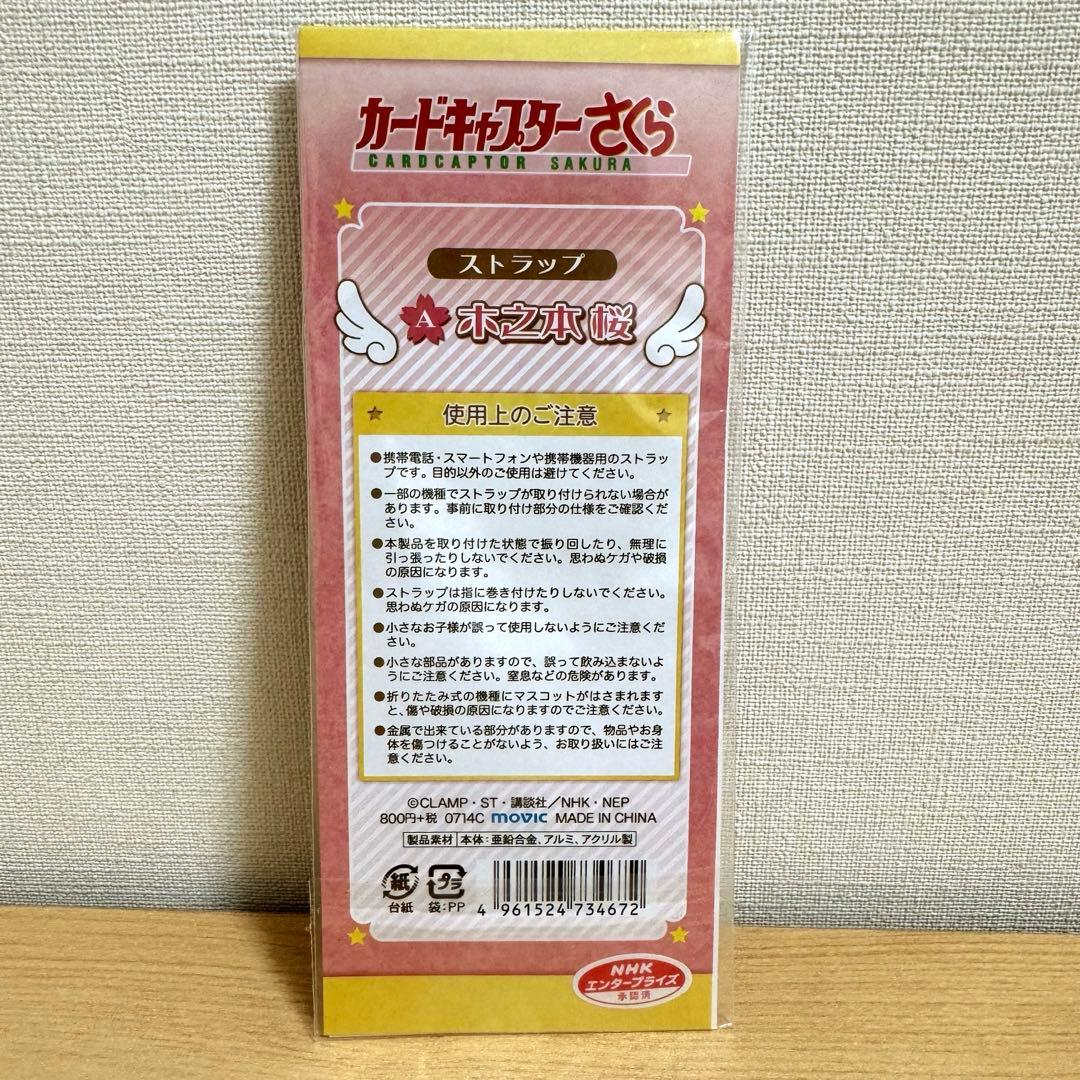 カードキャプターさくら
CARDCAPTOR SAKURA
ストラップ
A 木之本 桜
使用上のご注意
●携帯電話・スマートフォンや携帯機器用のストラッ
プです。目的以外のご使用は避けてください。
●一部の機種でストラップが取り付けられない場合が
あります。事前に取り付け部分の仕様をご確認くだ
さい。
●本製品を取り付けた状態で振り回したり、無理に
引っ張ったりしないでください。思わぬケガや破損
の原因になります。
●ストラップは指に巻き付けたりしないでください。
思わぬケガの原因になります。
●小さなお子様が誤って使用しないようにご注意くだ
さい。
●小さな部品がありますので、誤って飲み込まないよ
うにご注意ください。窒息などの危険があります。
●折りたたみ式の機種にマスコットがはさまれます
と、傷や破損の原因になりますのでご注意ください。
●金属で出来ている部分がありますので、物品やお身
体を傷つけることがないよう、お取り扱いにはご注
意ください。
©CLAMP・ST・講談社／NHK・NEP
800円+税 0714C movic MADE IN CHINA
製品素材 本体：亜鉛合金、アルミ、アクリル製
紙 プラ
台紙 袋：PP
4 961524 734672
NHK
エンタープライズ
承認済